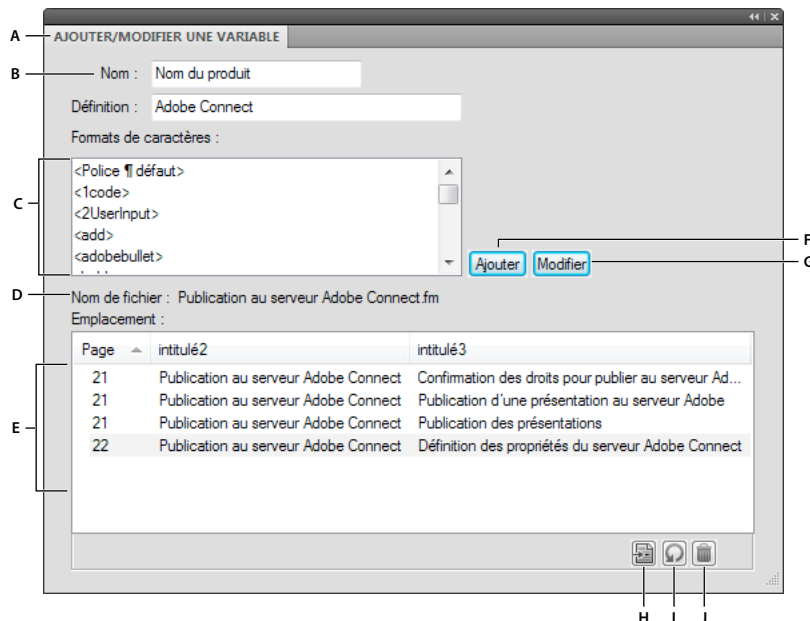 A AJOUTER/MODIFIER UNE VARIABLE
B Nom : Nom du produit
Définition : Adobe Connect
Formats de caractères :
C
<Police ¶ défaut>
<1code>
<2UserInput>
<add>
<adobebullet>
Ajouter Modifier
F
G
D Nom de fichier : Publication au serveur Adobe Connect.fm
Emplacement :
Page intitulé2 intitulé3
E
21 Publication au serveur Adobe Connect Confirmation des droits pour publier au serveur Ad...
21 Publication au serveur Adobe Connect Publication d'une présentation au serveur Adobe
21 Publication au serveur Adobe Connect Publication des présentations
22 Publication au serveur Adobe Connect Définition des propriétés du serveur Adobe Connect
H I J